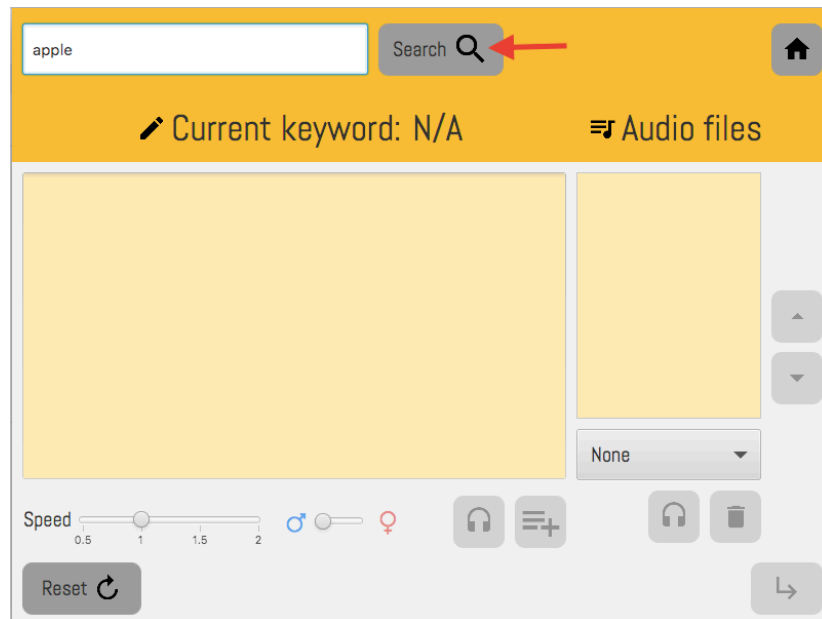 apple
Search
Current keyword: N/A
Audio files
None
Speed
0.5 1 1.5 2
Reset